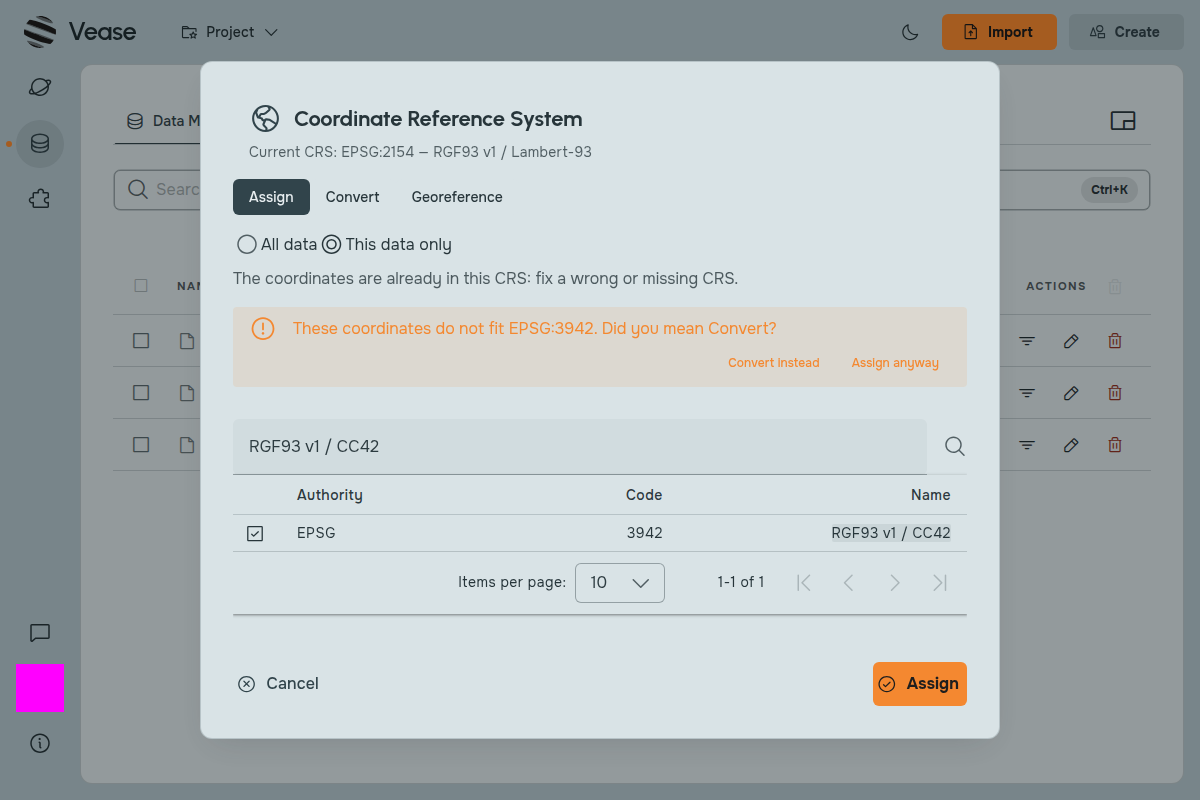 Vease
Project
Import
Create
Data M
Searc
Ctrl+K
NAM
ACTIONS
Coordinate Reference System
Current CRS: EPSG:2154 — RGF93 v1 / Lambert-93
Assign Convert Georeference
All data This data only
The coordinates are already in this CRS: fix a wrong or missing CRS.
These coordinates do not fit EPSG:3942. Did you mean Convert?
Convert instead Assign anyway
RGF93 v1 / CC42
Authority Code Name
EPSG 3942 RGF93 v1 / CC42
Items per page: 10 1-1 of 1
Cancel Assign